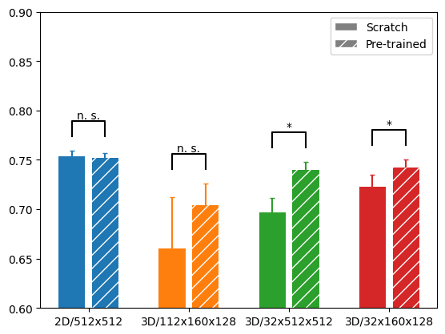 0.90
Scratch
Pre-trained
0.85
0.80
n. s.
n. s.
*
*
0.75
0.70
0.65
0.60
2D/512x512
3D/112x160x128
3D/32x512x512
3D/32x160x128